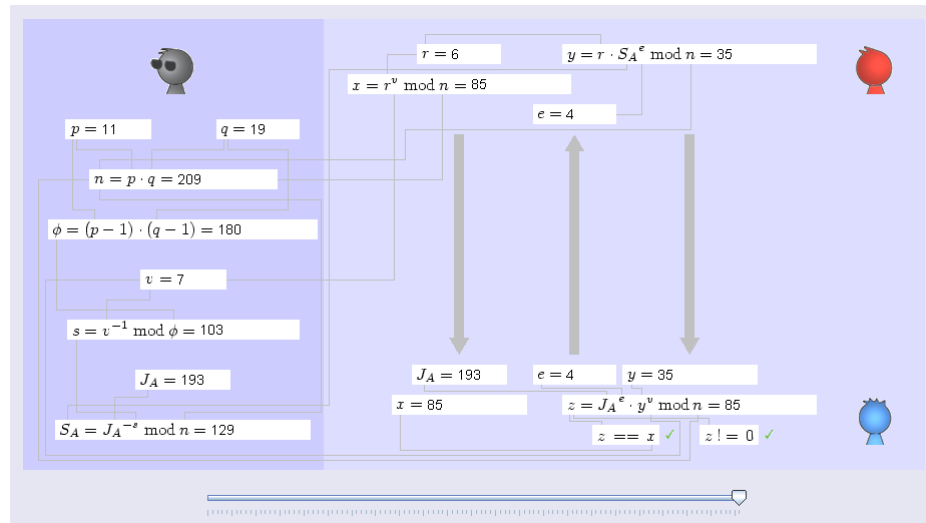 r = 6
y = r · S_A^e mod n = 35
x = r^v mod n = 85
e = 4
p = 11
q = 19
n = p · q = 209
ϕ = (p − 1) · (q − 1) = 180
v = 7
s = v^−1 mod ϕ = 103
J_A = 193
S_A = J_A^−s mod n = 129
J_A = 193
e = 4
y = 35
x = 85
z = J_A^e · y^v mod n = 85
z == x ✓
z ! = 0 ✓